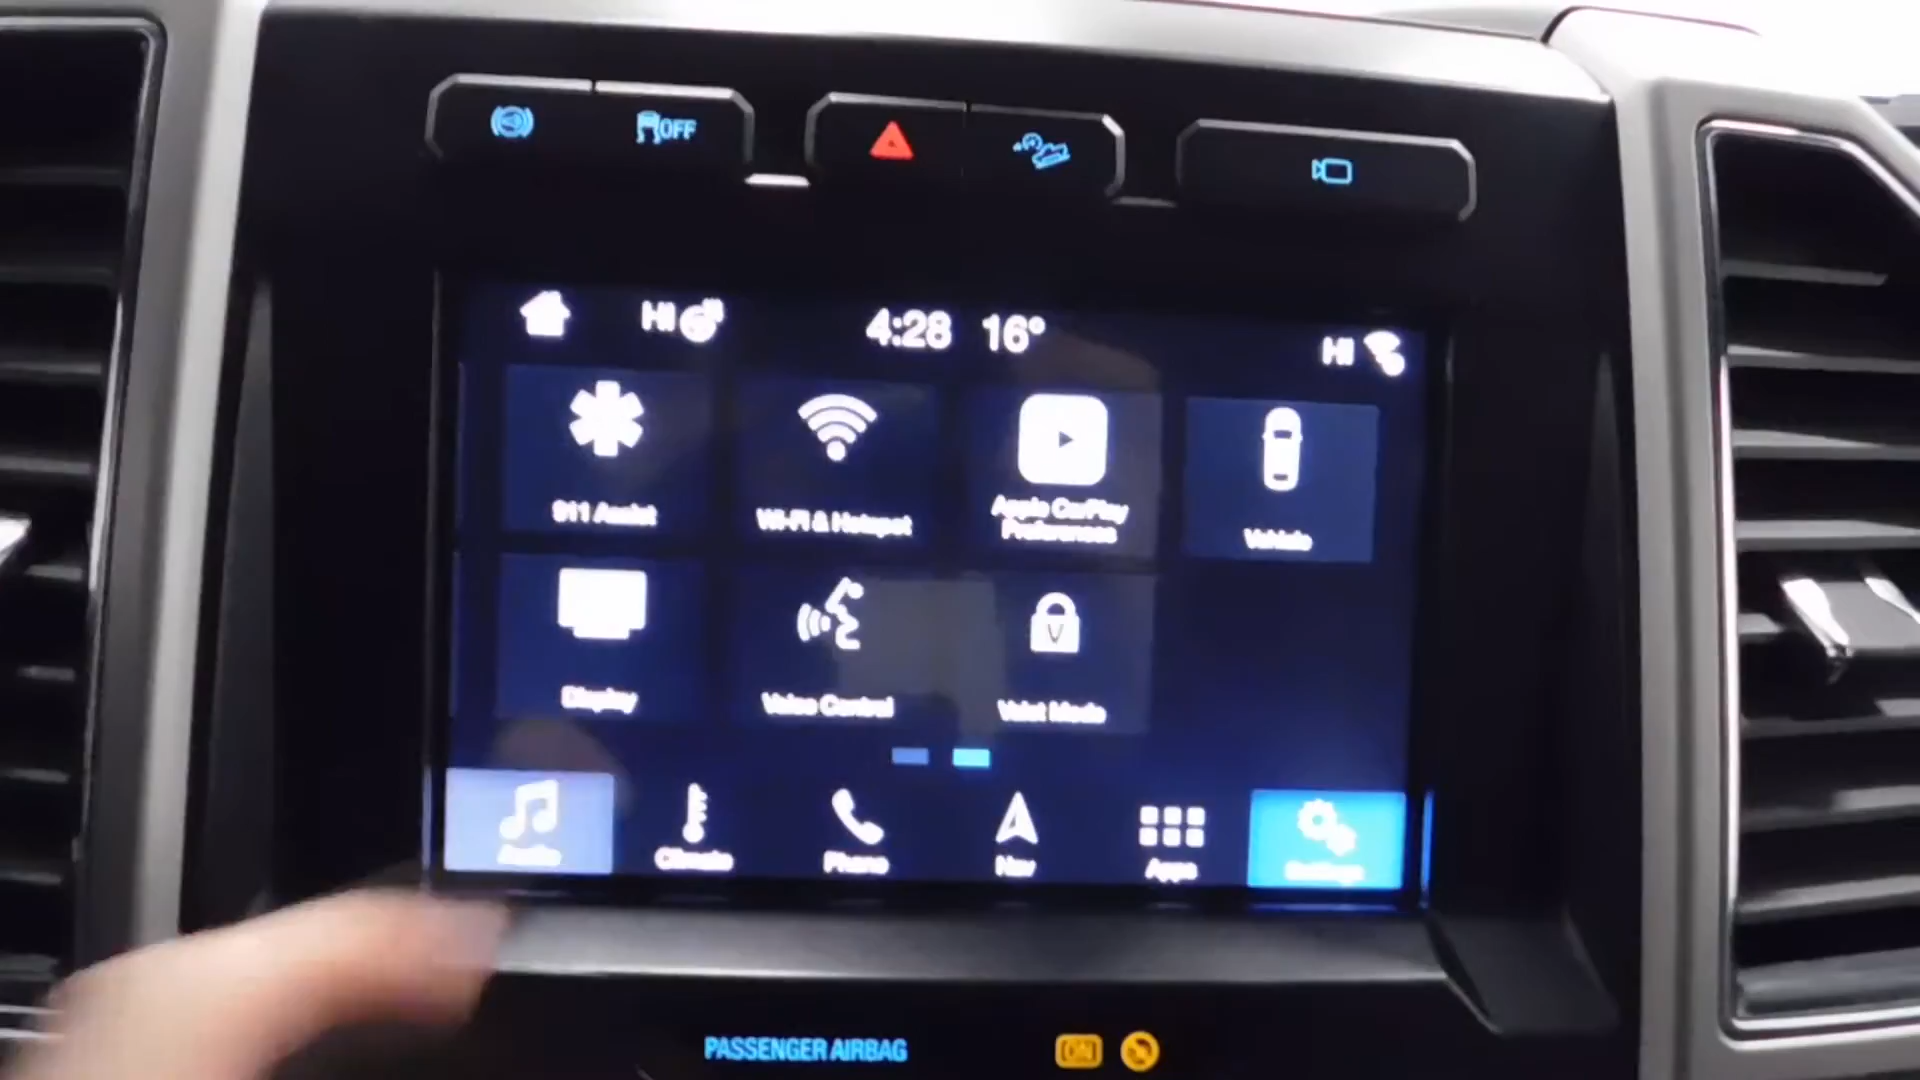 OFF
HI
4:28 16°
HI
911 Assist
Wi-Fi & Hotspot
Apple CarPlay
Preferences
Vehicle
Display
Voice Control
Valet Mode
Audio
Climate
Phone
Nav
Apps
Settings
PASSENGER AIRBAG
ON